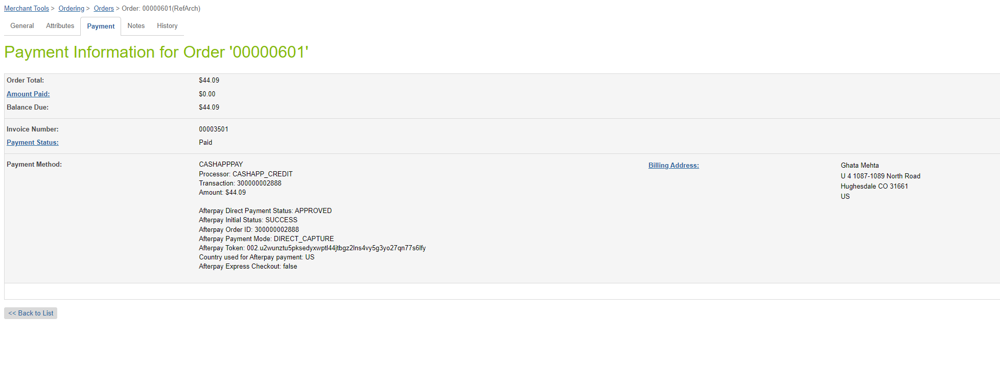 Merchant Tools > Ordering > Orders > Order: 00000601(RefArch)
General Attributes Payment Notes History
Payment Information for Order '00000601'
Order Total: $44.09
Amount Paid: $0.00
Balance Due: $44.09
Invoice Number: 00003501
Payment Status: Paid
Payment Method: CASHAPPPAY
Processor: CASHAPP_CREDIT
Transaction: 300000002888
Amount: $44.09
Afterpay Direct Payment Status: APPROVED
Afterpay Initial Status: SUCCESS
Afterpay Order ID: 300000002888
Afterpay Payment Mode: DIRECT_CAPTURE
Afterpay Token: 002.u2wunztu5pksedyxwptl44jtbgz2lns4vy5g3yo27qn77s6lfy
Country used for Afterpay payment: US
Afterpay Express Checkout: false
Billing Address: Ghata Mehta
U 4 1087-1089 North Road
Hughesdale CO 31661
US
<< Back to List